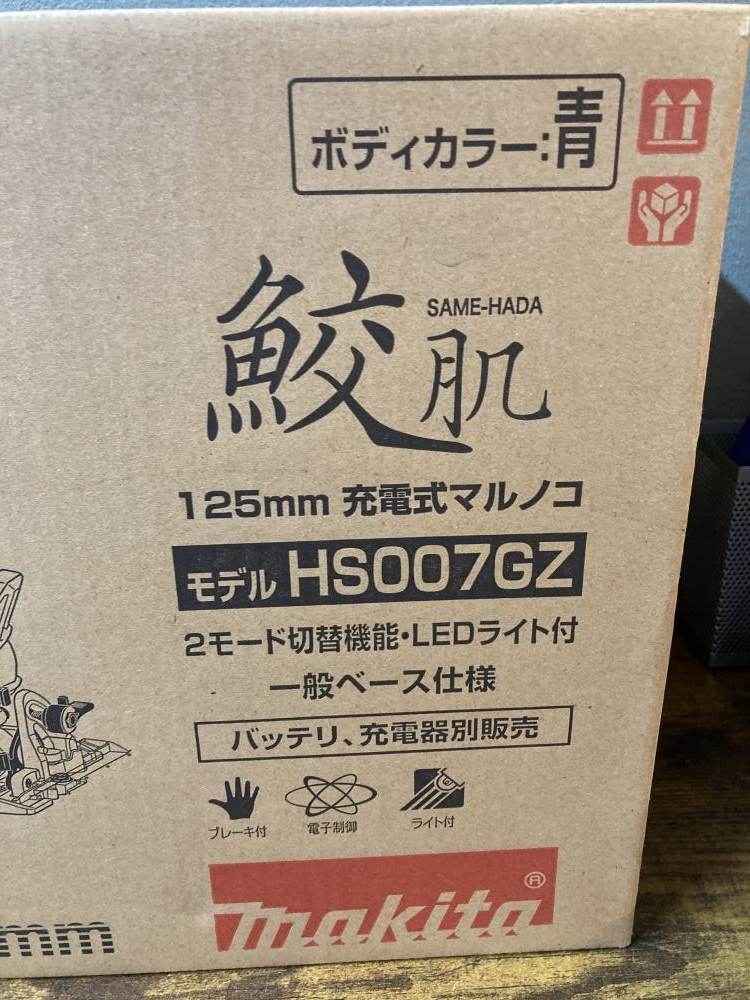 ボディカラー:青
鮫肌
SAME-HADA
125mm 充電式マルノコ
モデル HS007GZ
2モード切替機能・LEDライト付
一般ベース仕様
バッテリ、充電器別販売
ブレーキ付
電子制御
ライト付
makita®
mm